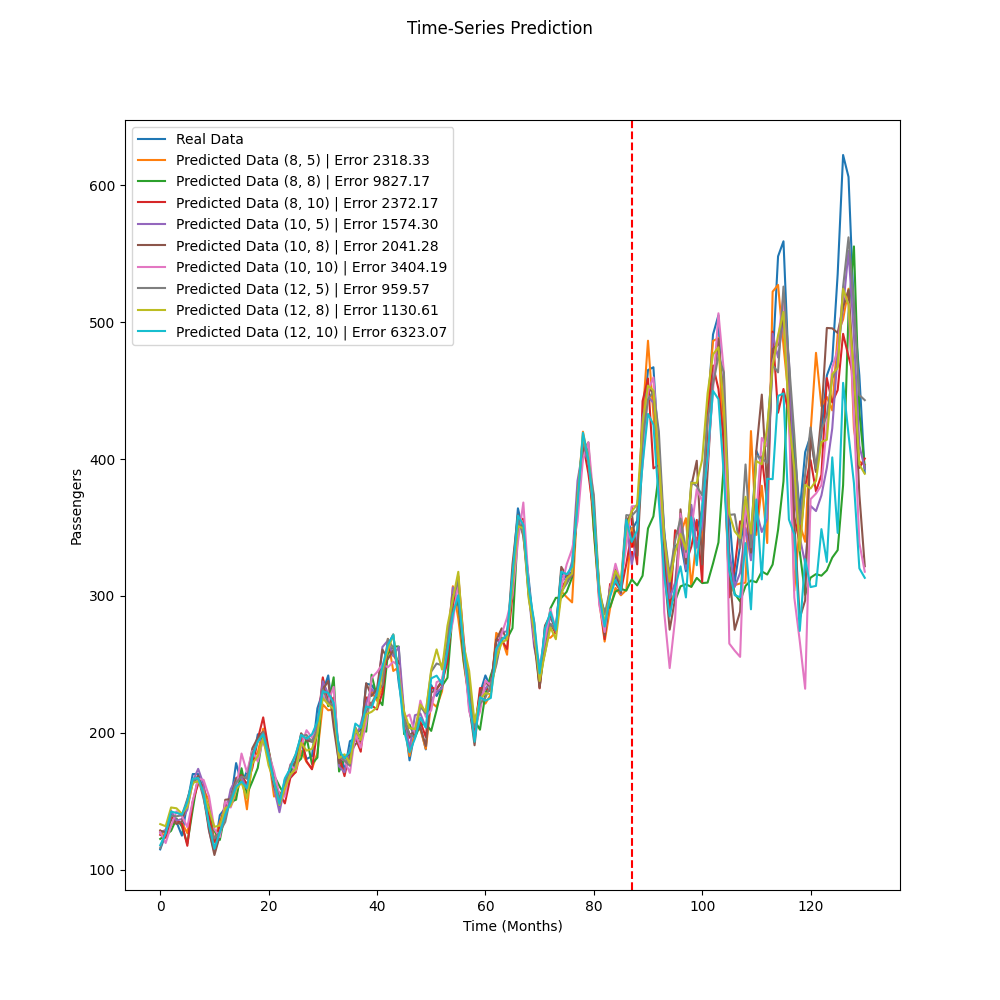 Time-Series Prediction
Real Data
Predicted Data (8, 5) | Error 2318.33
Predicted Data (8, 8) | Error 9827.17
Predicted Data (8, 10) | Error 2372.17
Predicted Data (10, 5) | Error 1574.30
Predicted Data (10, 8) | Error 2041.28
Predicted Data (10, 10) | Error 3404.19
Predicted Data (12, 5) | Error 959.57
Predicted Data (12, 8) | Error 1130.61
Predicted Data (12, 10) | Error 6323.07
600
500
400
300
200
100
Passengers
0 20 40 60 80 100 120
Time (Months)